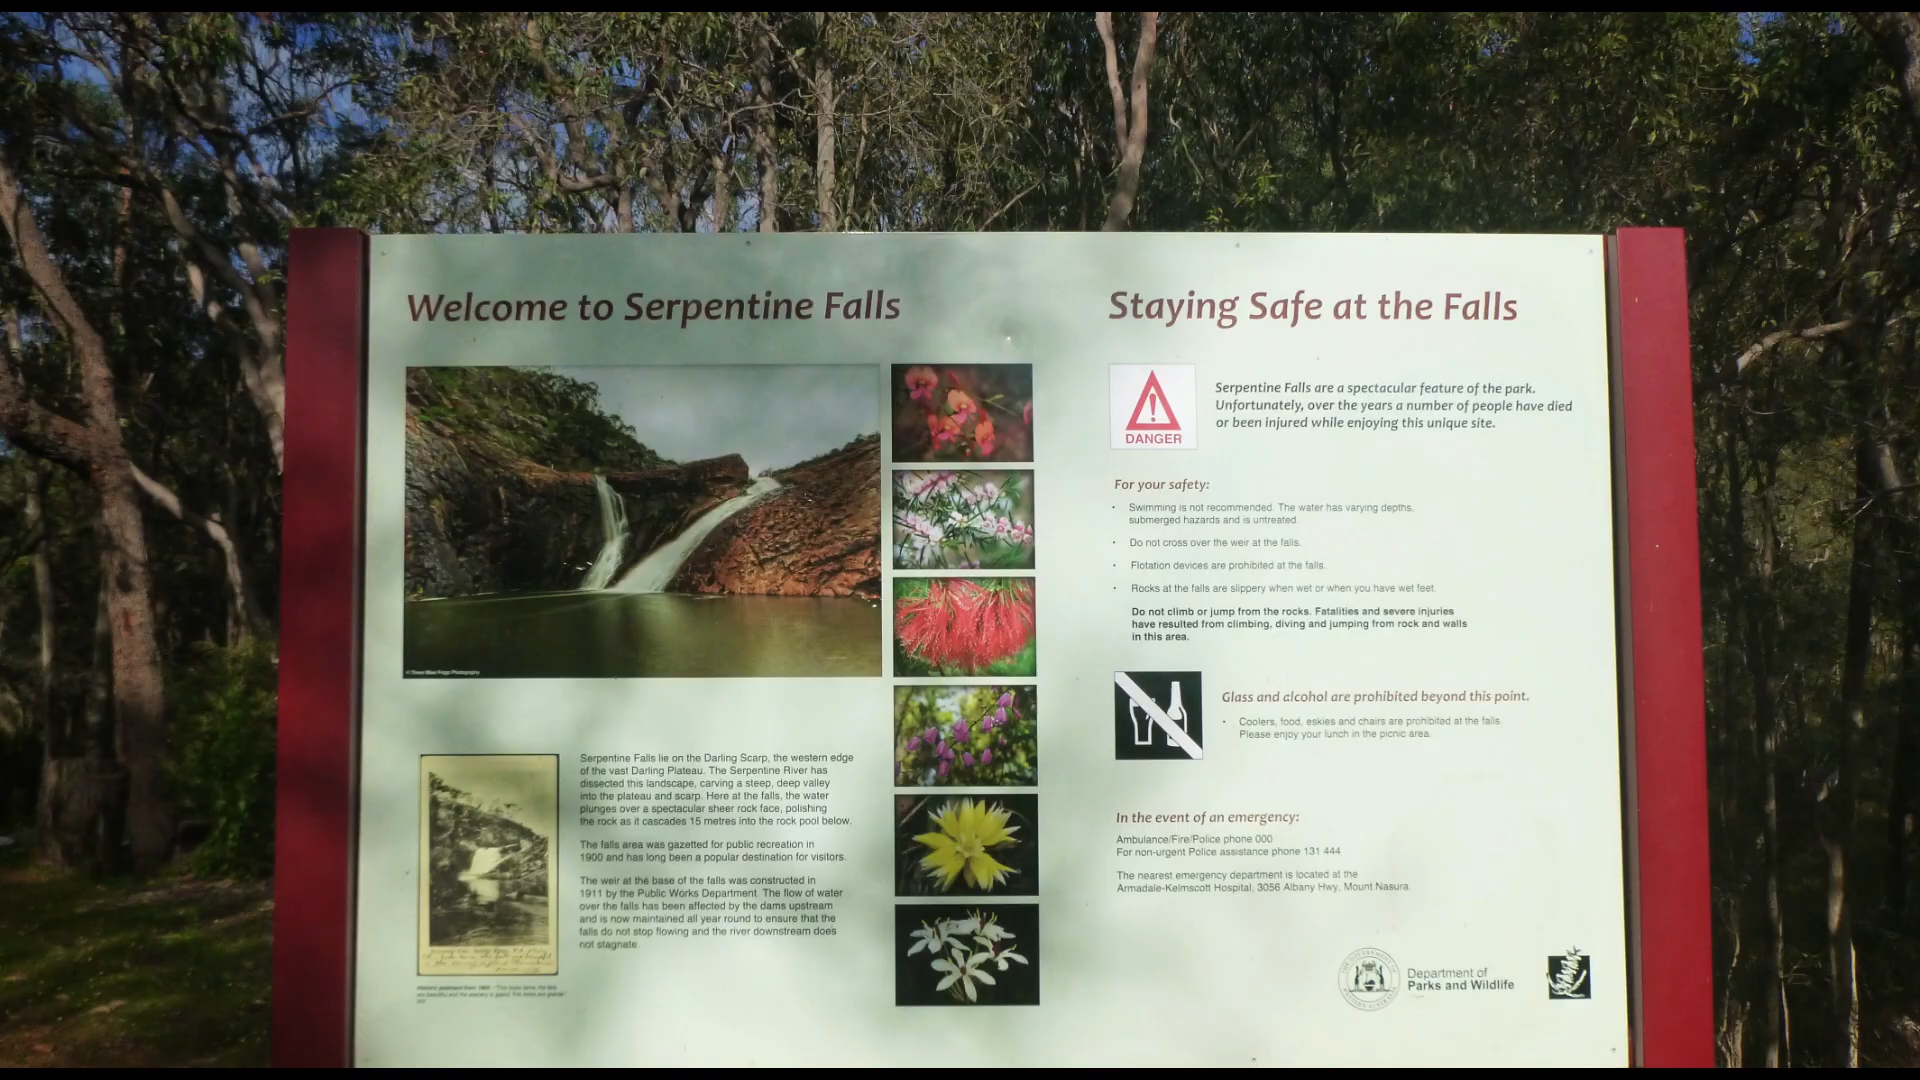 Welcome to Serpentine Falls
Serpentine Falls lie on the Darling Scarp, the western edge
of the vast Darling Plateau. The Serpentine River has
dissected this landscape, carving a steep, deep valley
into the plateau and scarp. Here at the falls, the water
plunges over a spectacular sheer rock face, polishing
the rock as it cascades 15 metres into the rock pool below.
The falls area was gazetted for public recreation in
1900 and has long been a popular destination for visitors.
The weir at the base of the falls was constructed in
1911 by the Public Works Department. The flow of water
over the falls has been affected by the dams upstream
and is now maintained all year round to ensure that the
falls do not stop flowing and the river downstream does
not stagnate.
Staying Safe at the Falls
DANGER
Serpentine Falls are a spectacular feature of the park.
Unfortunately, over the years a number of people have died
or been injured while enjoying this unique site.
For your safety:
• Swimming is not recommended. The water has varying depths,
submerged hazards and is untreated.
• Do not cross over the weir at the falls.
• Flotation devices are prohibited at the falls.
• Rocks at the falls are slippery when wet or when you have wet feet.
Do not climb or jump from the rocks. Fatalities and severe injuries
have resulted from climbing, diving and jumping from rock and walls
in this area.
Glass and alcohol are prohibited beyond this point.
• Coolers, food, eskies and chairs are prohibited at the falls.
Please enjoy your lunch in the picnic area.
In the event of an emergency:
Ambulance/Fire/Police phone 000
For non-urgent Police assistance phone 131 444
The nearest emergency department is located at the
Armadale-Kelmscott Hospital, 3056 Albany Hwy, Mount Nasura.
Department of
Parks and Wildlife